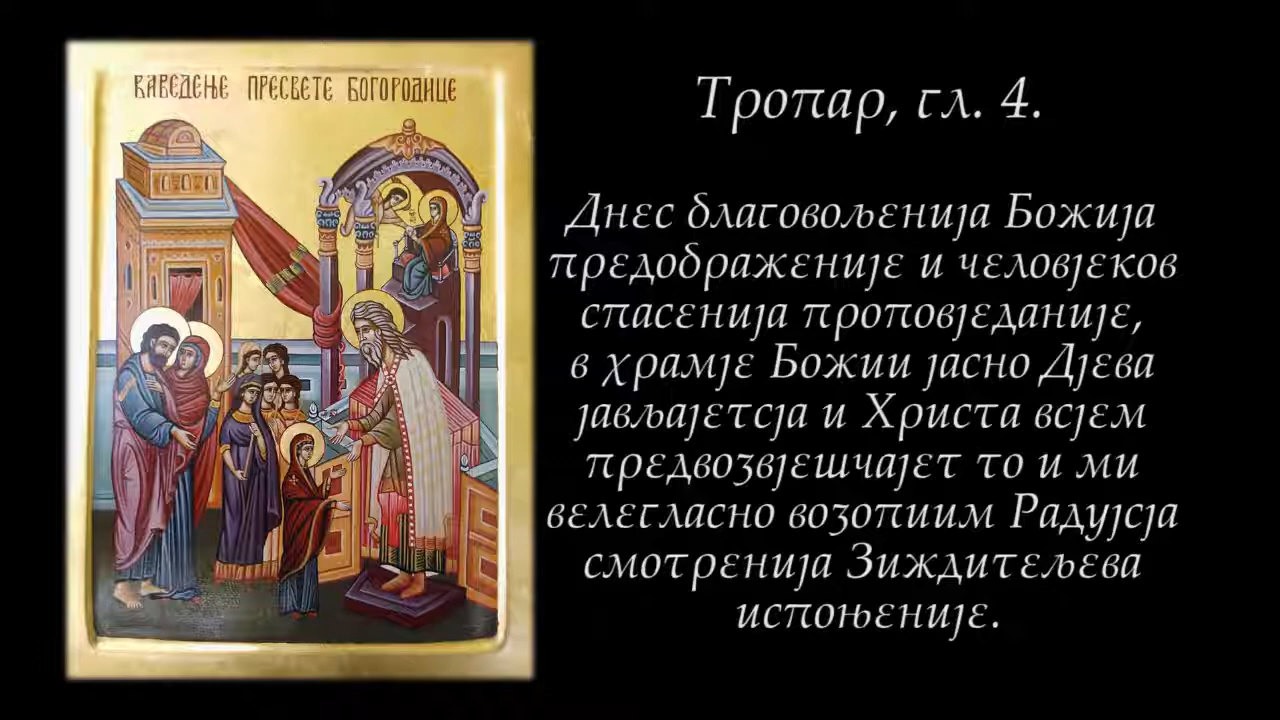 ВАВЕДЕЊЕ ПРЕСВЕТЕ БОГОРОДИЦЕ
Тропар, гл. 4.
Днес благовољенија Божија
предображеније и человјеков
спасенија проповједаније,
в храмје Божии јасно Дјева
јављајетсја и Христа всјем
предвозвјешчајет то и ми
велегласно возопиим Радујсја
смотренија Зиждитељева
испоњеније.